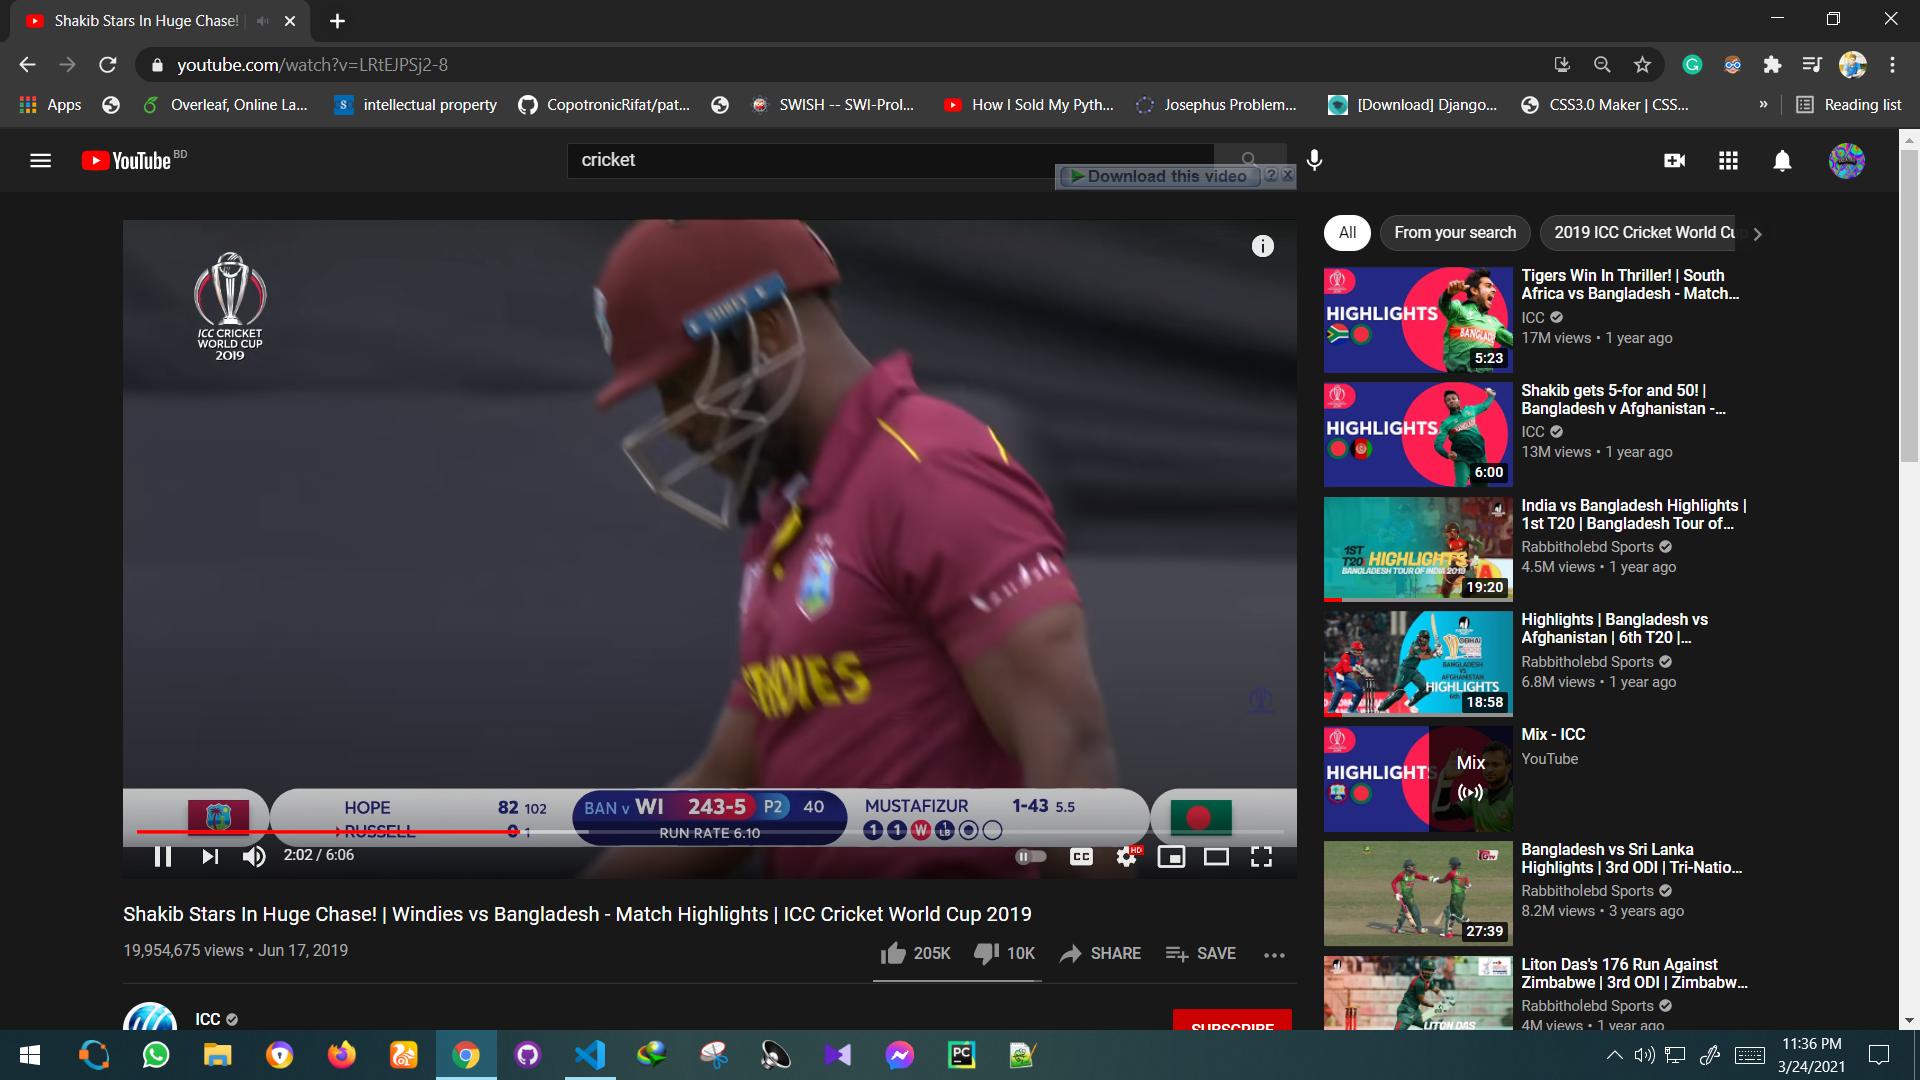 Shakib Stars In Huge Chase!
youtube.com/watch?v=LRtEJPSj2-8
Apps
Overleaf, Online La...
intellectual property
CopotronicRifat/pat...
SWISH -- SWI-Prol...
How I Sold My Pyth...
Josephus Problem...
[Download] Django...
CSS3.0 Maker | CSS...
»
Reading list
YouTube BD
cricket
Download this video ? X
ICC CRICKET
WORLD CUP
2019
HOPE 82 102
RUSSELL 0 1
BAN v WI 243-5 P2 40
RUN RATE 6.10
MUSTAFIZUR 1-43 5.5
1 1 W 1LB
2:02 / 6:06
CC
HD
Shakib Stars In Huge Chase! | Windies vs Bangladesh - Match Highlights | ICC Cricket World Cup 2019
19,954,675 views • Jun 17, 2019
205K
10K
SHARE
SAVE
ICC
SUBSCRIBE
All
From your search
2019 ICC Cricket World Cup
HIGHLIGHTS
5:23
Tigers Win In Thriller! | South
Africa vs Bangladesh - Match...
ICC
17M views • 1 year ago
HIGHLIGHTS
6:00
Shakib gets 5-for and 50! |
Bangladesh v Afghanistan -...
ICC
13M views • 1 year ago
1ST
T20 HIGHLIGHTS
BANGLADESH TOUR OF INDIA 2019
19:20
India vs Bangladesh Highlights |
1st T20 | Bangladesh Tour of...
Rabbitholebd Sports
4.5M views • 1 year ago
BANGLADESH
VS
AFGHANISTAN
HIGHLIGHTS
18:58
Highlights | Bangladesh vs
Afghanistan | 6th T20 |...
Rabbitholebd Sports
6.8M views • 1 year ago
HIGHLIGHTS
Mix
Mix - ICC
YouTube
27:39
Bangladesh vs Sri Lanka
Highlights | 3rd ODI | Tri-Natio...
Rabbitholebd Sports
8.2M views • 3 years ago
LITON DAS
Liton Das's 176 Run Against
Zimbabwe | 3rd ODI | Zimbabw...
Rabbitholebd Sports
4M views • 1 year ago
PC
11:36 PM
3/24/2021